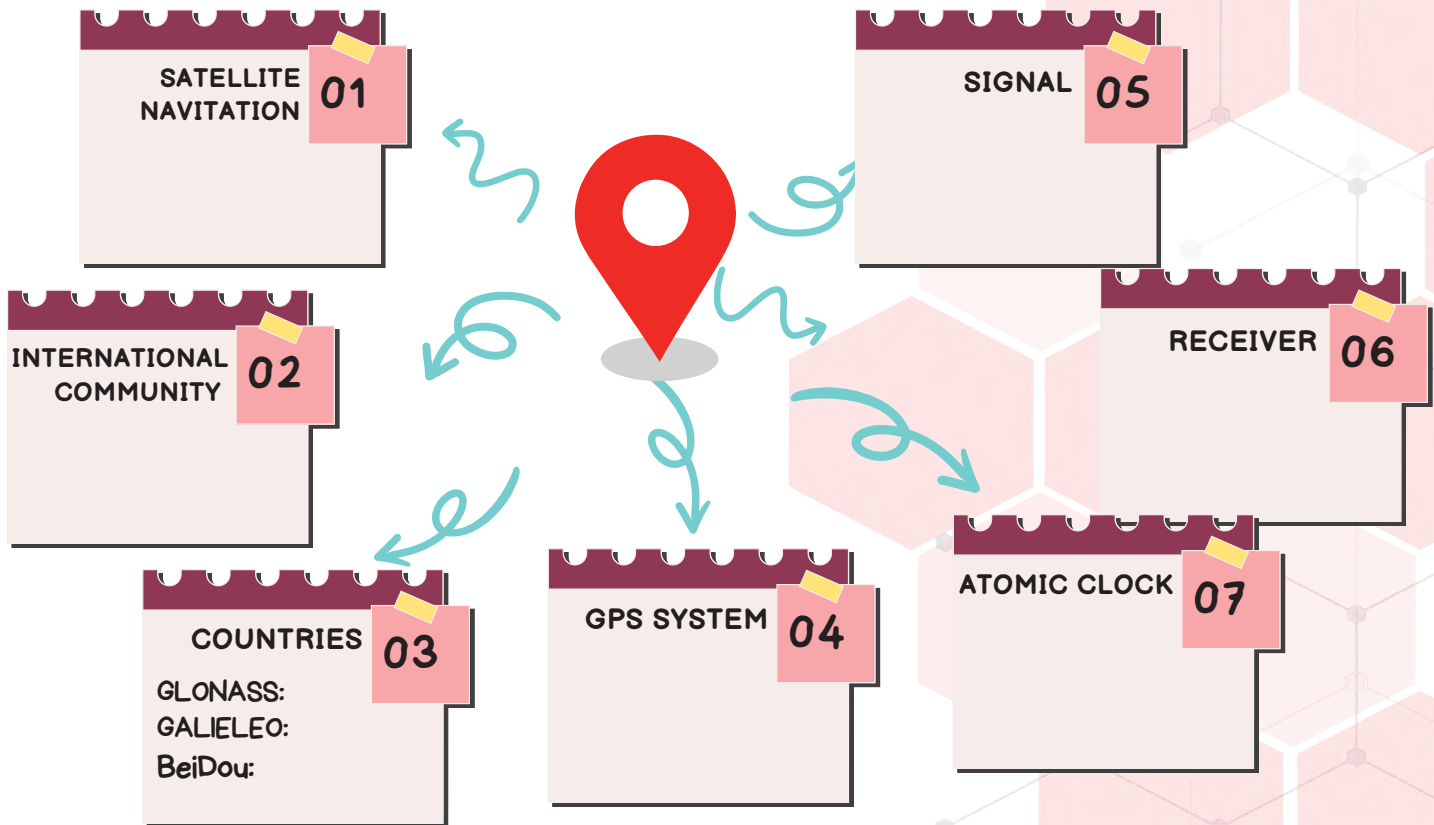 SATELLITE
NAVITATION
01
INTERNATIONAL
COMMUNITY
02
COUNTRIES
03
GLONASS:
GALIELEO:
BeiDou:
GPS SYSTEM
04
SIGNAL
05
RECEIVER
06
ATOMIC CLOCK
07